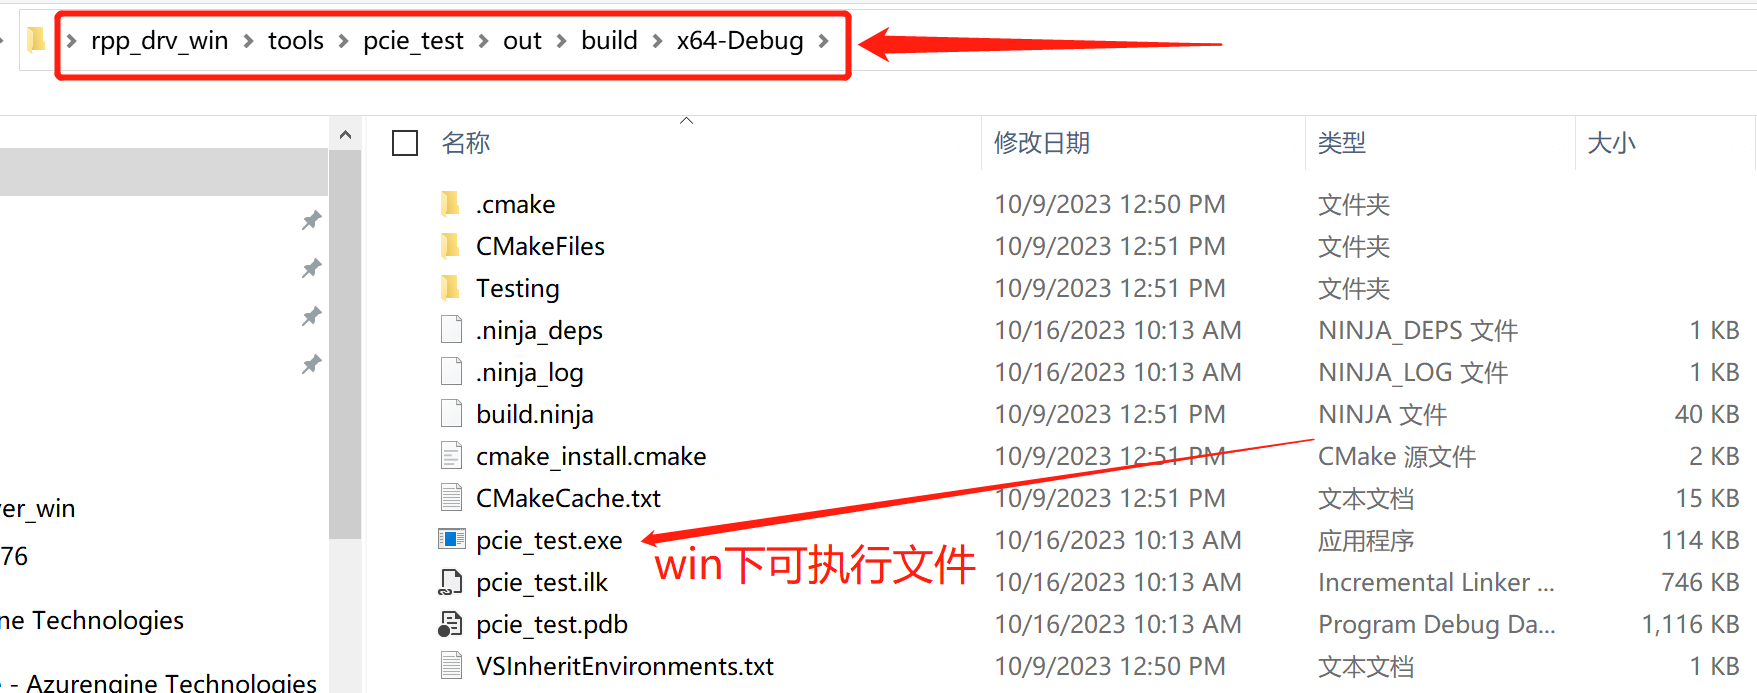 rpp_drv_win > tools > pcie_test > out > build > x64-Debug >
名称 修改日期 类型 大小
.cmake 10/9/2023 12:50 PM 文件夹
CMakeFiles 10/9/2023 12:51 PM 文件夹
Testing 10/9/2023 12:51 PM 文件夹
.ninja_deps 10/16/2023 10:13 AM NINJA_DEPS 文件 1 KB
.ninja_log 10/16/2023 10:13 AM NINJA_LOG 文件 1 KB
build.ninja 10/9/2023 12:51 PM NINJA 文件 40 KB
cmake_install.cmake 10/9/2023 12:51 PM CMake 源文件 2 KB
CMakeCache.txt 10/9/2023 12:51 PM 文本文档 15 KB
pcie_test.exe 10/16/2023 10:13 AM 应用程序 114 KB
win下可执行文件
pcie_test.ilk 10/16/2023 10:13 AM Incremental Linker ... 746 KB
pcie_test.pdb 10/16/2023 10:13 AM Program Debug Da... 1,116 KB
VSInheritEnvironments.txt 10/9/2023 12:50 PM 文本文档 1 KB
er_win
76
ne Technologies
- Azurengine Technologies